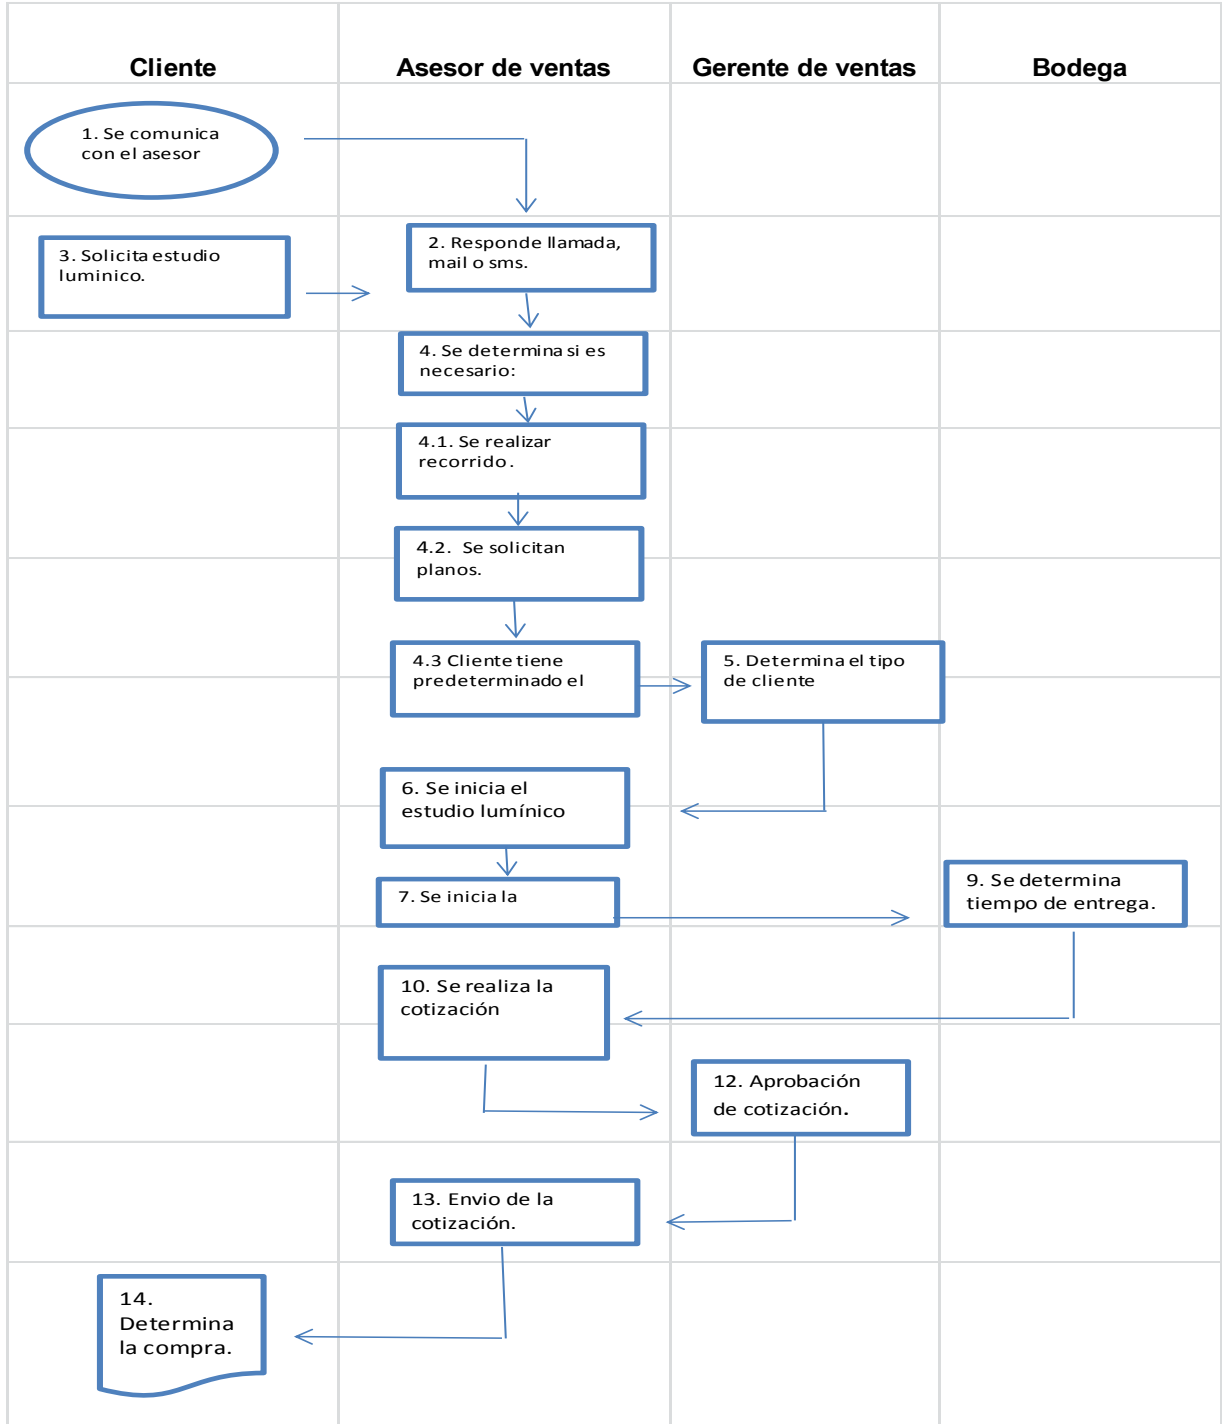 Cliente
Asesor de ventas
Gerente de ventas
Bodega
1. Se comunica
con el asesor
2. Responde llamada,
mail o sms.
3. Solicita estudio
luminico.
4. Se determina si es
necesario:
4.1. Se realizar
recorrido.
4.2. Se solicitan
planos.
4.3 Cliente tiene
predeterminado el
5. Determina el tipo
de cliente
6. Se inicia el
estudio lumínico
7. Se inicia la
9. Se determina
tiempo de entrega.
10. Se realiza la
cotización
12. Aprobación
de cotización.
13. Envio de la
cotización.
14.
Determina
la compra.